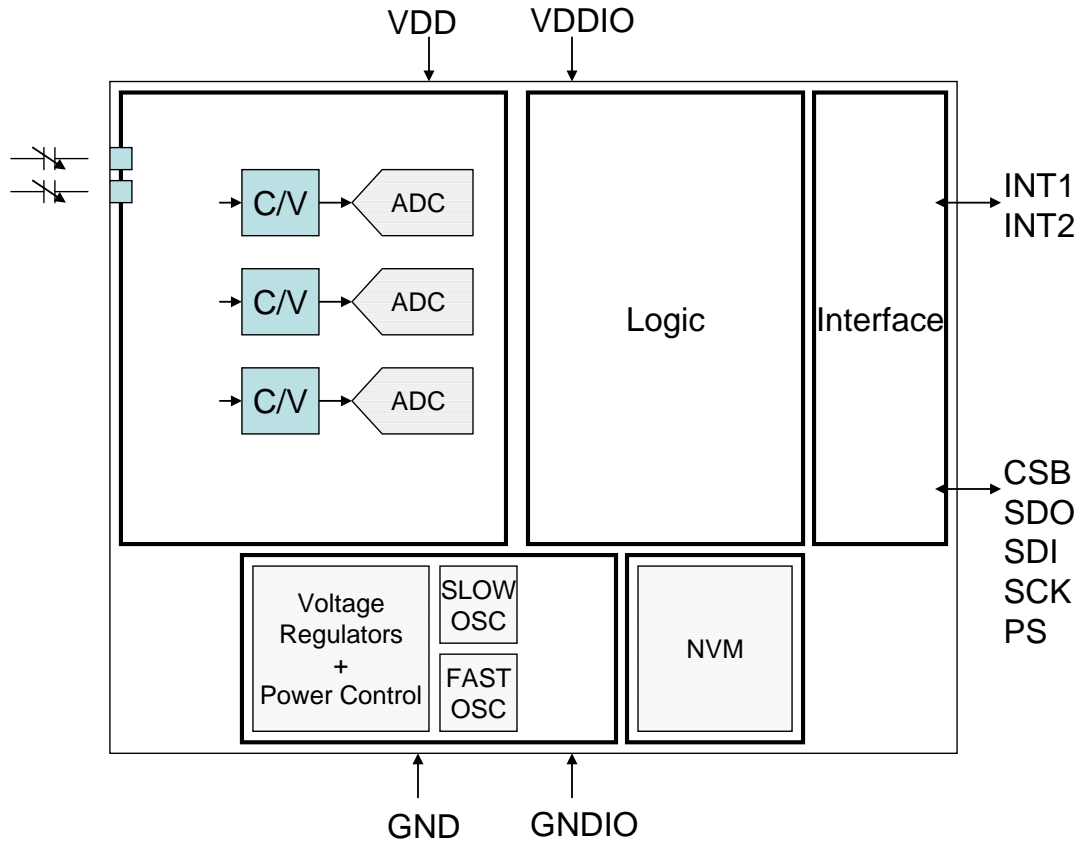 VDD
VDDIO
C/V
ADC
C/V
ADC
C/V
ADC
Logic
Interface
INT1
INT2
CSB
SDO
SDI
SCK
PS
Voltage
Regulators
+
Power Control
SLOW
OSC
FAST
OSC
NVM
GND
GNDIO